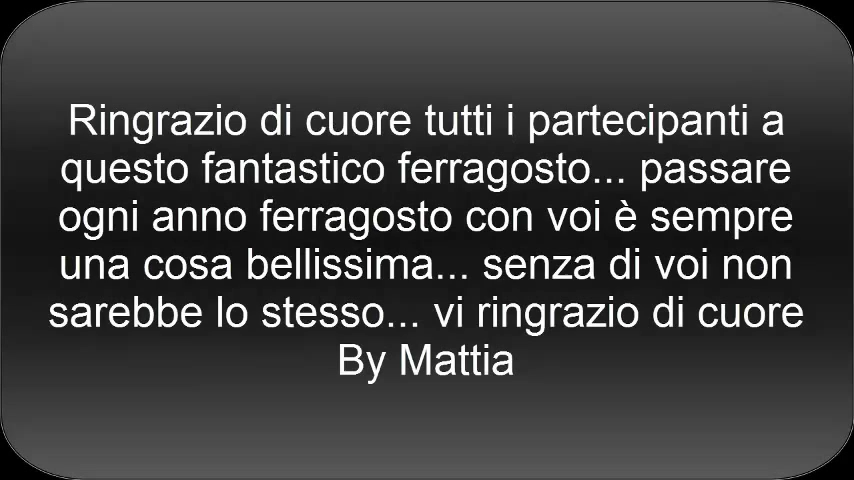 Ringrazio di cuore tutti i partecipanti a
questo fantastico ferragosto... passare
ogni anno ferragosto con voi è sempre
una cosa bellissima... senza di voi non
sarebbe lo stesso... vi ringrazio di cuore
By Mattia